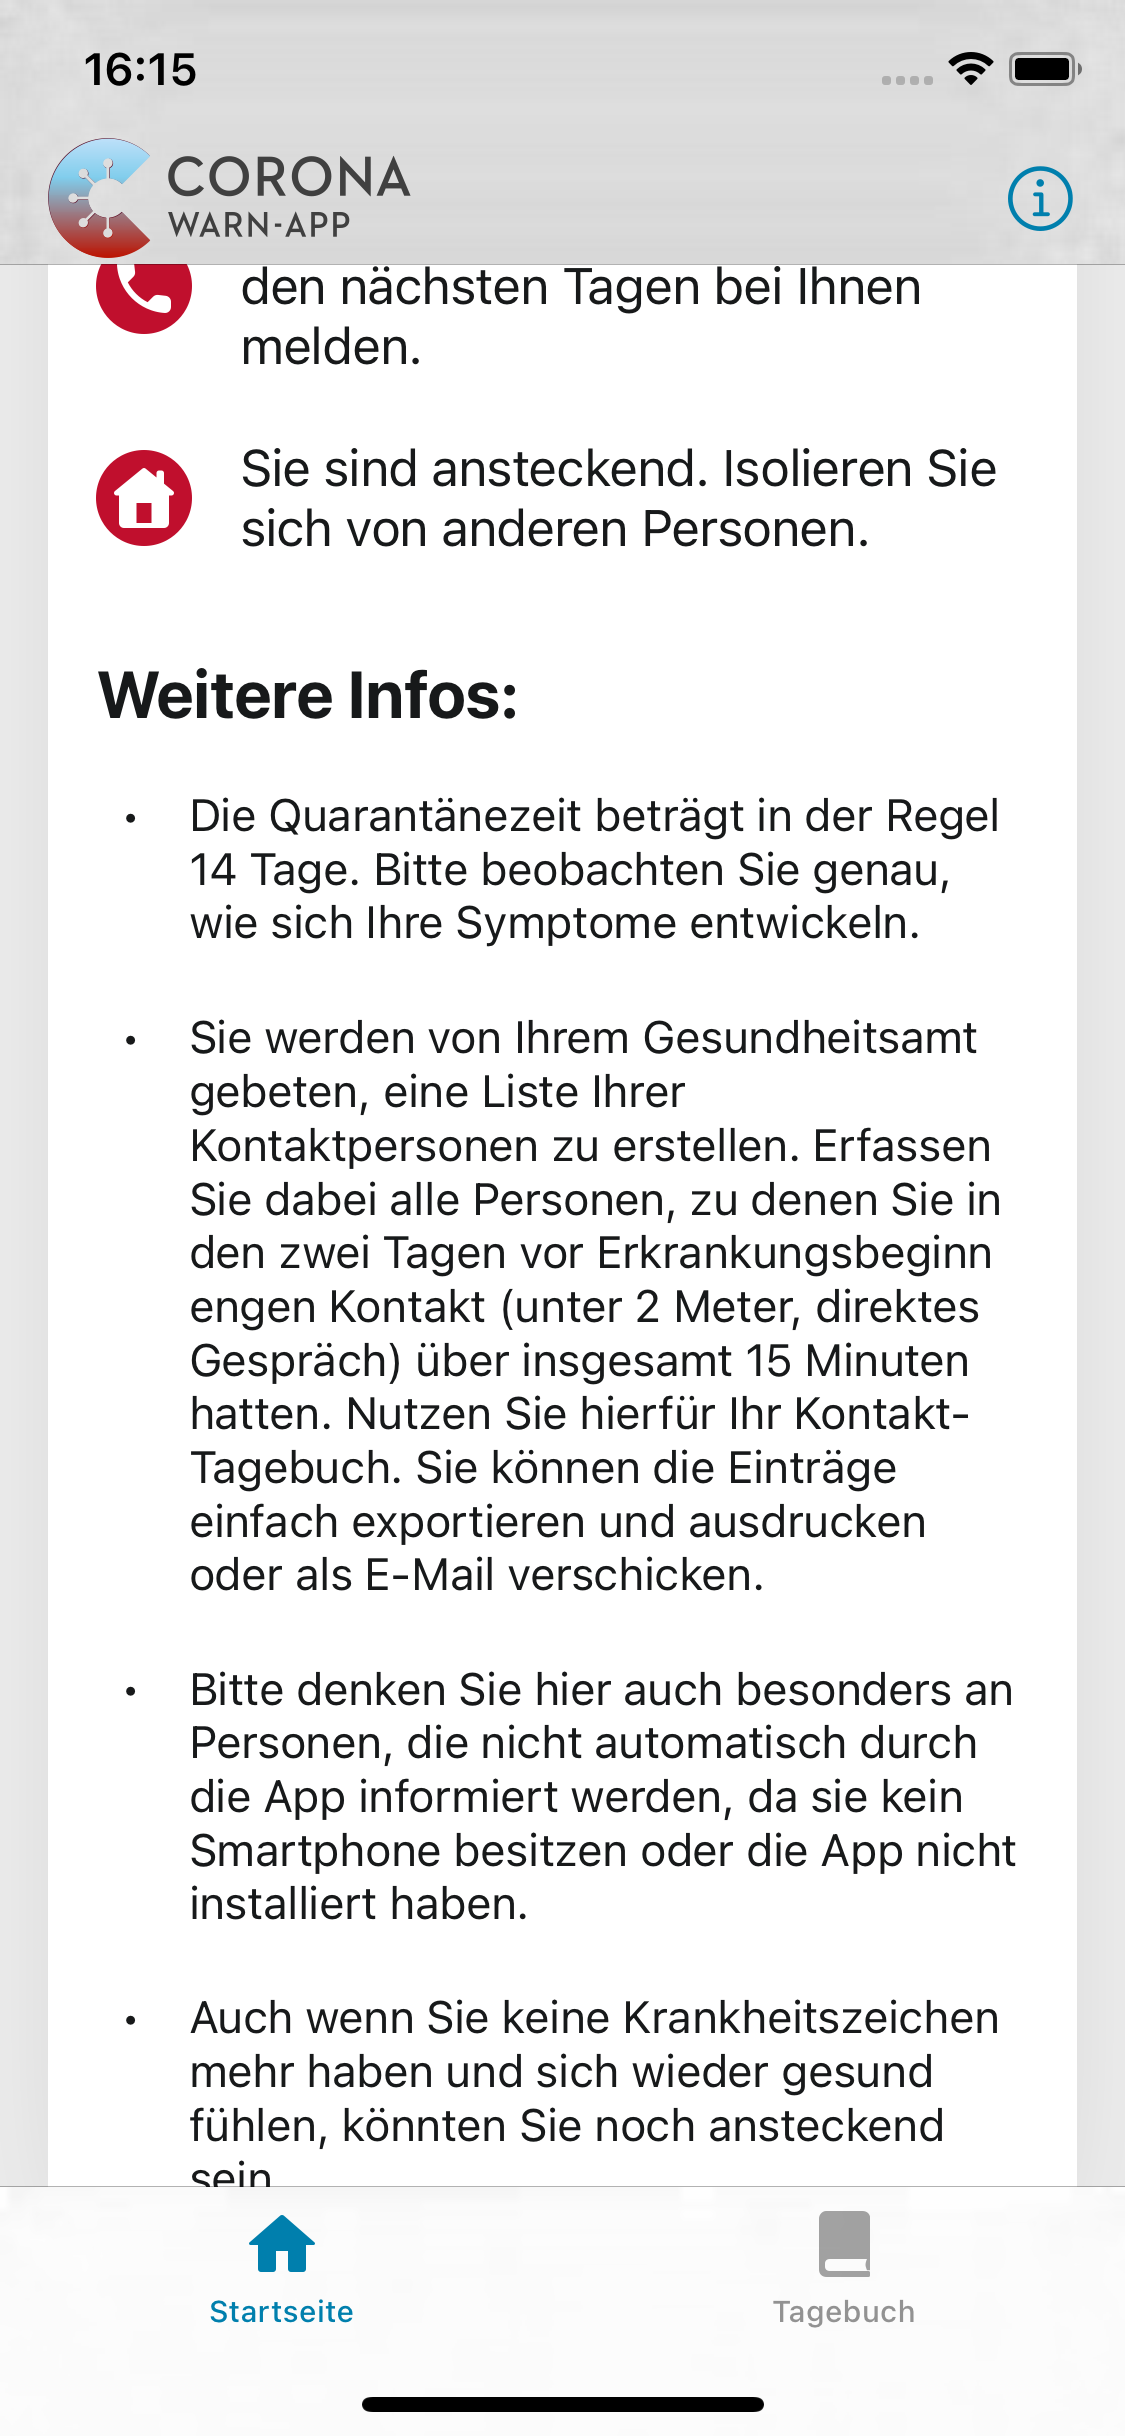 16:15
CORONA
WARN-APP
den nächsten Tagen bei Ihnen
melden.
Sie sind ansteckend. Isolieren Sie
sich von anderen Personen.
Weitere Infos:
• Die Quarantänezeit beträgt in der Regel
14 Tage. Bitte beobachten Sie genau,
wie sich Ihre Symptome entwickeln.
• Sie werden von Ihrem Gesundheitsamt
gebeten, eine Liste Ihrer
Kontaktpersonen zu erstellen. Erfassen
Sie dabei alle Personen, zu denen Sie in
den zwei Tagen vor Erkrankungsbeginn
engen Kontakt (unter 2 Meter, direktes
Gespräch) über insgesamt 15 Minuten
hatten. Nutzen Sie hierfür Ihr Kontakt-
Tagebuch. Sie können die Einträge
einfach exportieren und ausdrucken
oder als E-Mail verschicken.
• Bitte denken Sie hier auch besonders an
Personen, die nicht automatisch durch
die App informiert werden, da sie kein
Smartphone besitzen oder die App nicht
installiert haben.
• Auch wenn Sie keine Krankheitszeichen
mehr haben und sich wieder gesund
fühlen, könnten Sie noch ansteckend
sein
Startseite
Tagebuch